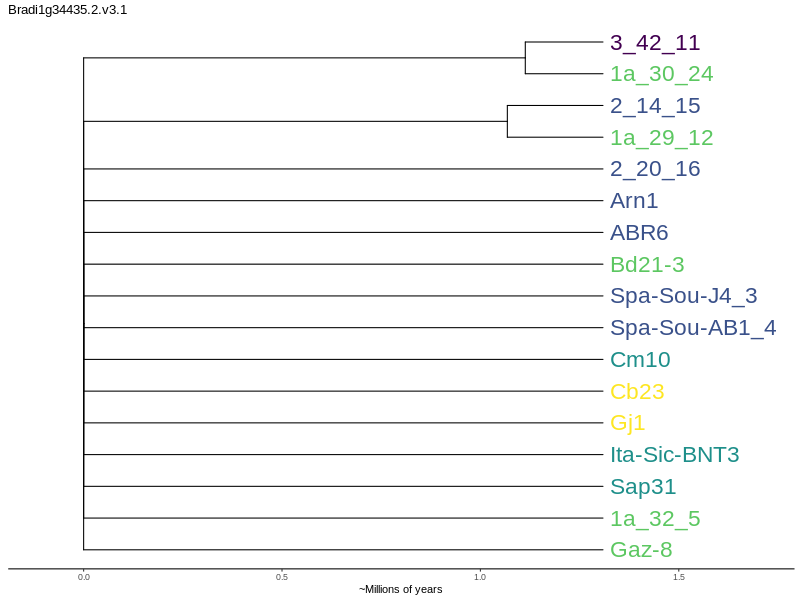 Bradi1g34435.2.v3.1
3_42_11
1a_30_24
2_14_15
1a_29_12
2_20_16
Arn1
ABR6
Bd21-3
Spa-Sou-J4_3
Spa-Sou-AB1_4
Cm10
Cb23
Gj1
Ita-Sic-BNT3
Sap31
1a_32_5
Gaz-8
0.0 0.5 1.0 1.5
~Millions of years